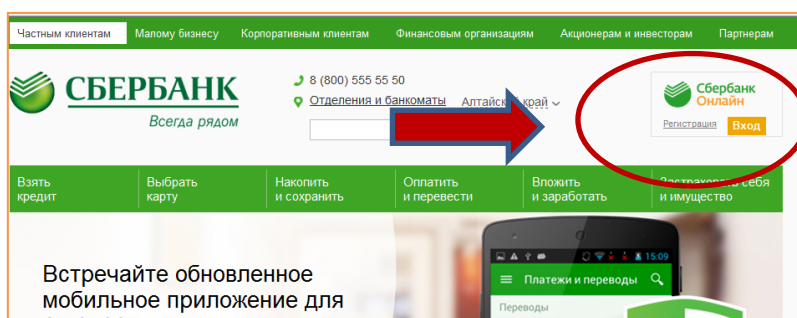 Частным клиентам Малому бизнесу Корпоративным клиентам Финансовым организациям Акционерам и инвесторам Партнерам
СБЕРБАНК
Всегда рядом
8 (800) 555 55 50
Отделения и банкоматы Алтайский край
Сбербанк
Онлайн
Регистрация Вход
Взять
кредит
Выбрать
карту
Накопить
и сохранить
Оплатить
и перевести
Вложить
и заработать
Застраховать себя
и имущество
Встречайте обновленное
мобильное приложение для
15:09
Платежи и переводы
Переводы